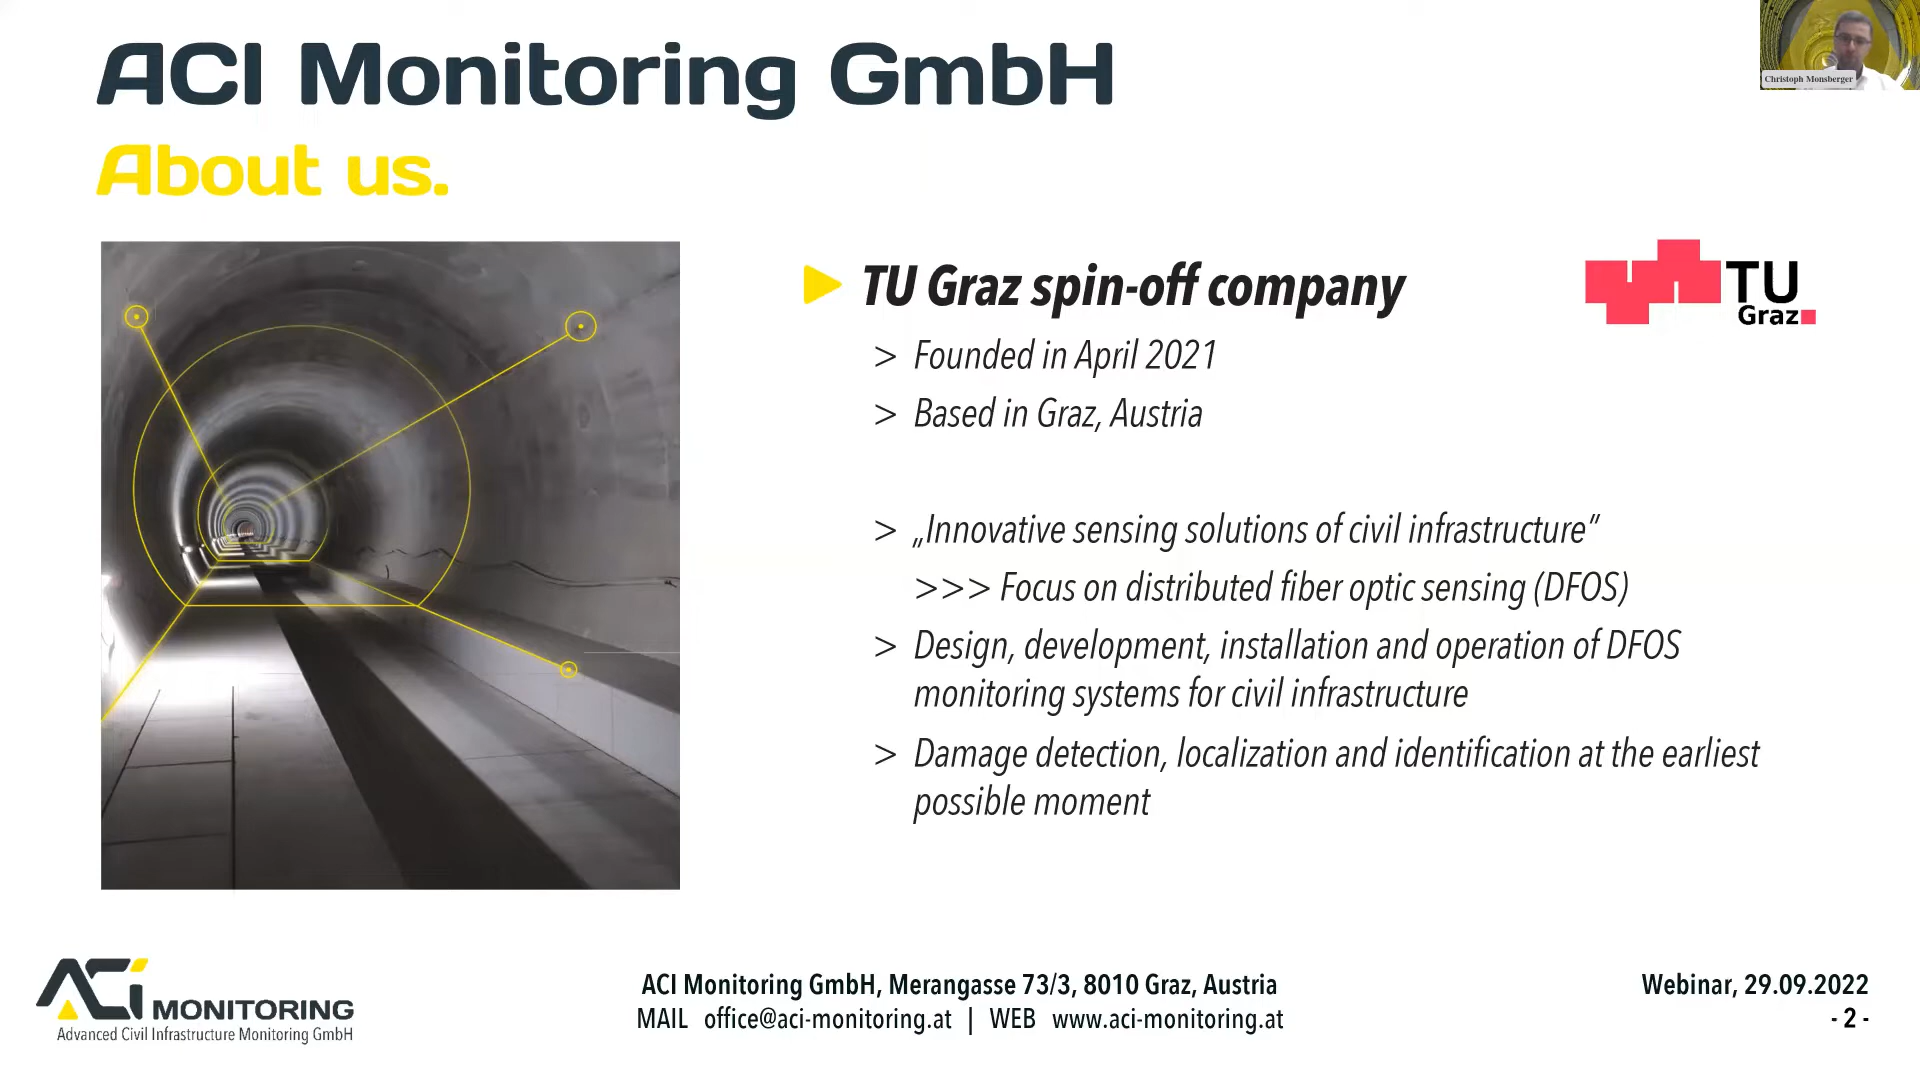 ACI Monitoring GmbH
About us.
Christoph Monsberger
TU Graz spin-off company
TU
Graz
> Founded in April 2021
> Based in Graz, Austria
> „Innovative sensing solutions of civil infrastructure”
>>> Focus on distributed fiber optic sensing (DFOS)
> Design, development, installation and operation of DFOS
monitoring systems for civil infrastructure
> Damage detection, localization and identification at the earliest
possible moment
ACI MONITORING
Advanced Civil Infrastructure Monitoring GmbH
ACI Monitoring GmbH, Merangasse 73/3, 8010 Graz, Austria
MAIL office@aci-monitoring.at | WEB www.aci-monitoring.at
Webinar, 29.09.2022
- 2 -